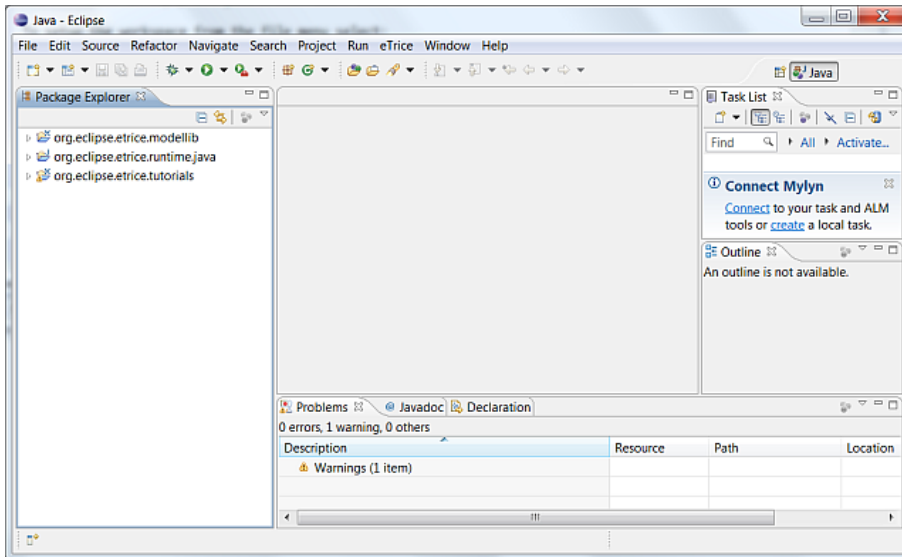 Java - Eclipse
File Edit Source Refactor Navigate Search Project Run eTrice Window Help
Java
Package Explorer
org.eclipse.etrice.modellib
org.eclipse.etrice.runtime.java
org.eclipse.etrice.tutorials
Task List
Find All Activate...
Connect Mylyn
Connect to your task and ALM
tools or create a local task.
Outline
An outline is not available.
Problems Javadoc Declaration
0 errors, 1 warning, 0 others
Description Resource Path Location
Warnings (1 item)